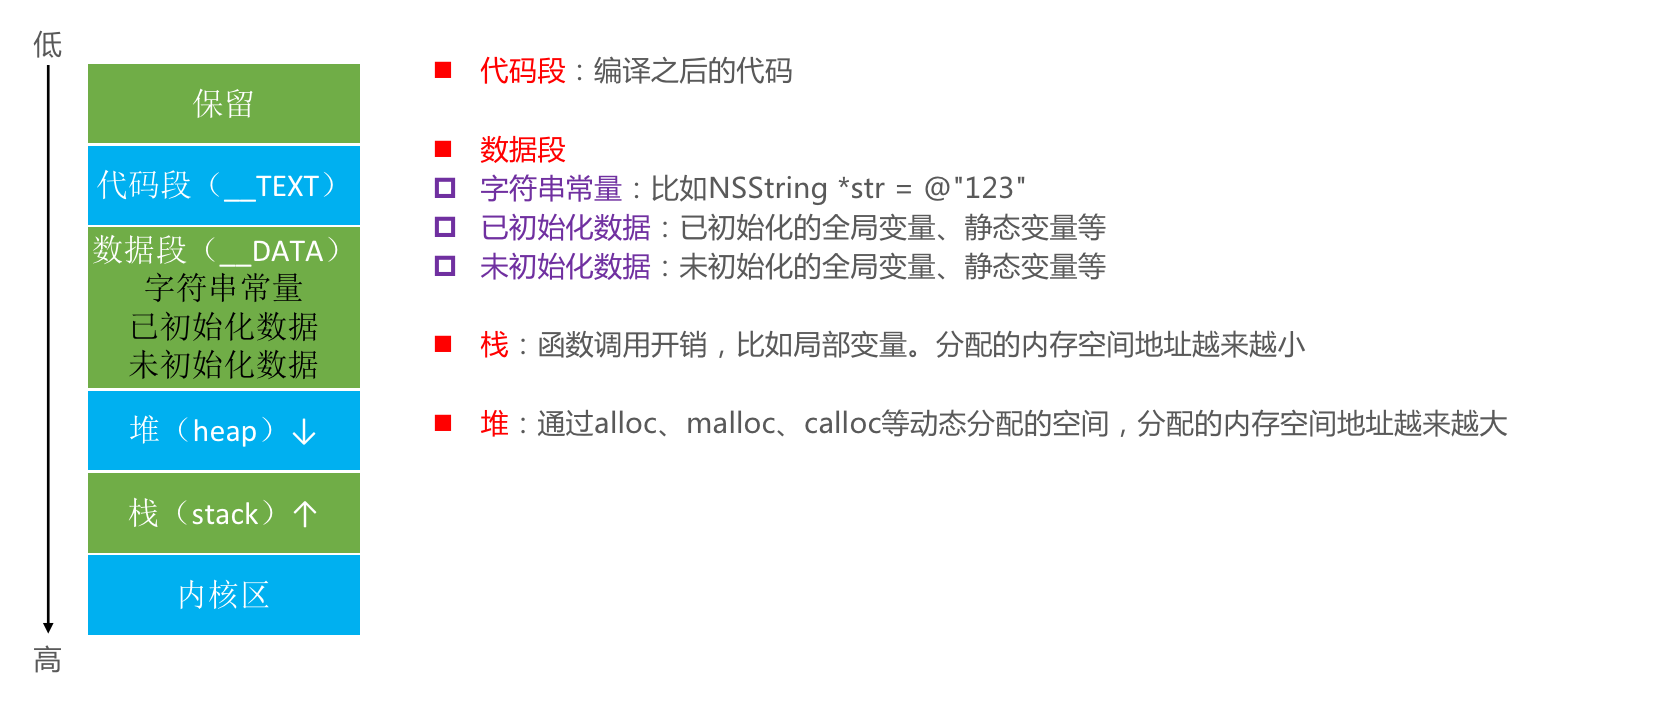 低
保留
代码段（__TEXT）
数据段（__DATA）
字符串常量
已初始化数据
未初始化数据
堆（heap）↓
栈（stack）↑
内核区
高
代码段：编译之后的代码
数据段
字符串常量：比如NSString *str = @"123"
已初始化数据：已初始化的全局变量、静态变量等
未初始化数据：未初始化的全局变量、静态变量等
栈：函数调用开销，比如局部变量。分配的内存空间地址越来越小
堆：通过alloc、malloc、calloc等动态分配的空间，分配的内存空间地址越来越大